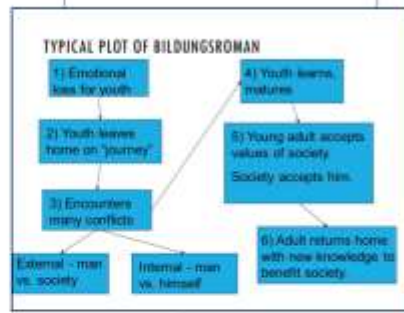 TYPICAL PLOT OF BILDUNGSROMAN
1) Emotional
loss for youth
2) Youth leaves
home on "journey"
3) Encounters
many conflicts
External - man
vs. society
Internal - man
vs. himself
4) Youth learns,
matures
5) Young adult accepts
values of society.
Society accepts him.
6) Adult returns home
with new knowledge to
benefit society.